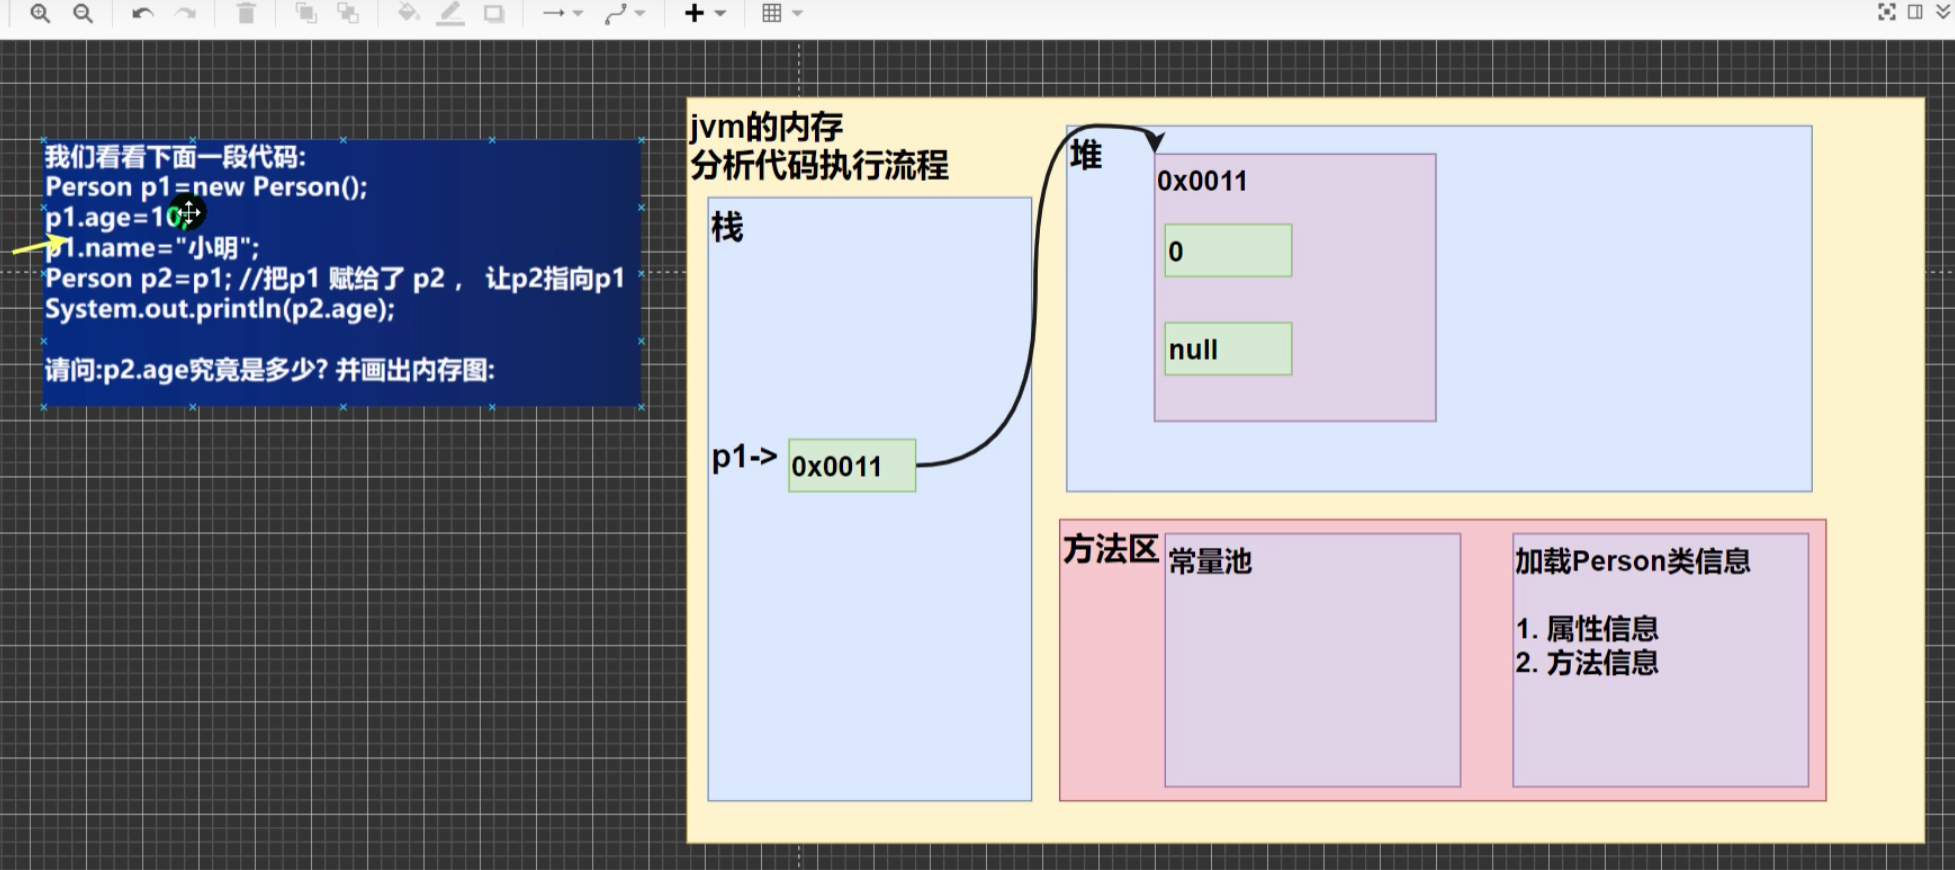 我们看看下面一段代码:
Person p1=new Person();
p1.age=10;
p1.name="小明";
Person p2=p1; //把p1 赋给了 p2 ， 让p2指向p1
System.out.println(p2.age);
请问:p2.age究竟是多少? 并画出内存图:
jvm的内存
分析代码执行流程
栈
p1->
0x0011
堆
0x0011
0
null
方法区
常量池
加载Person类信息
1. 属性信息
2. 方法信息